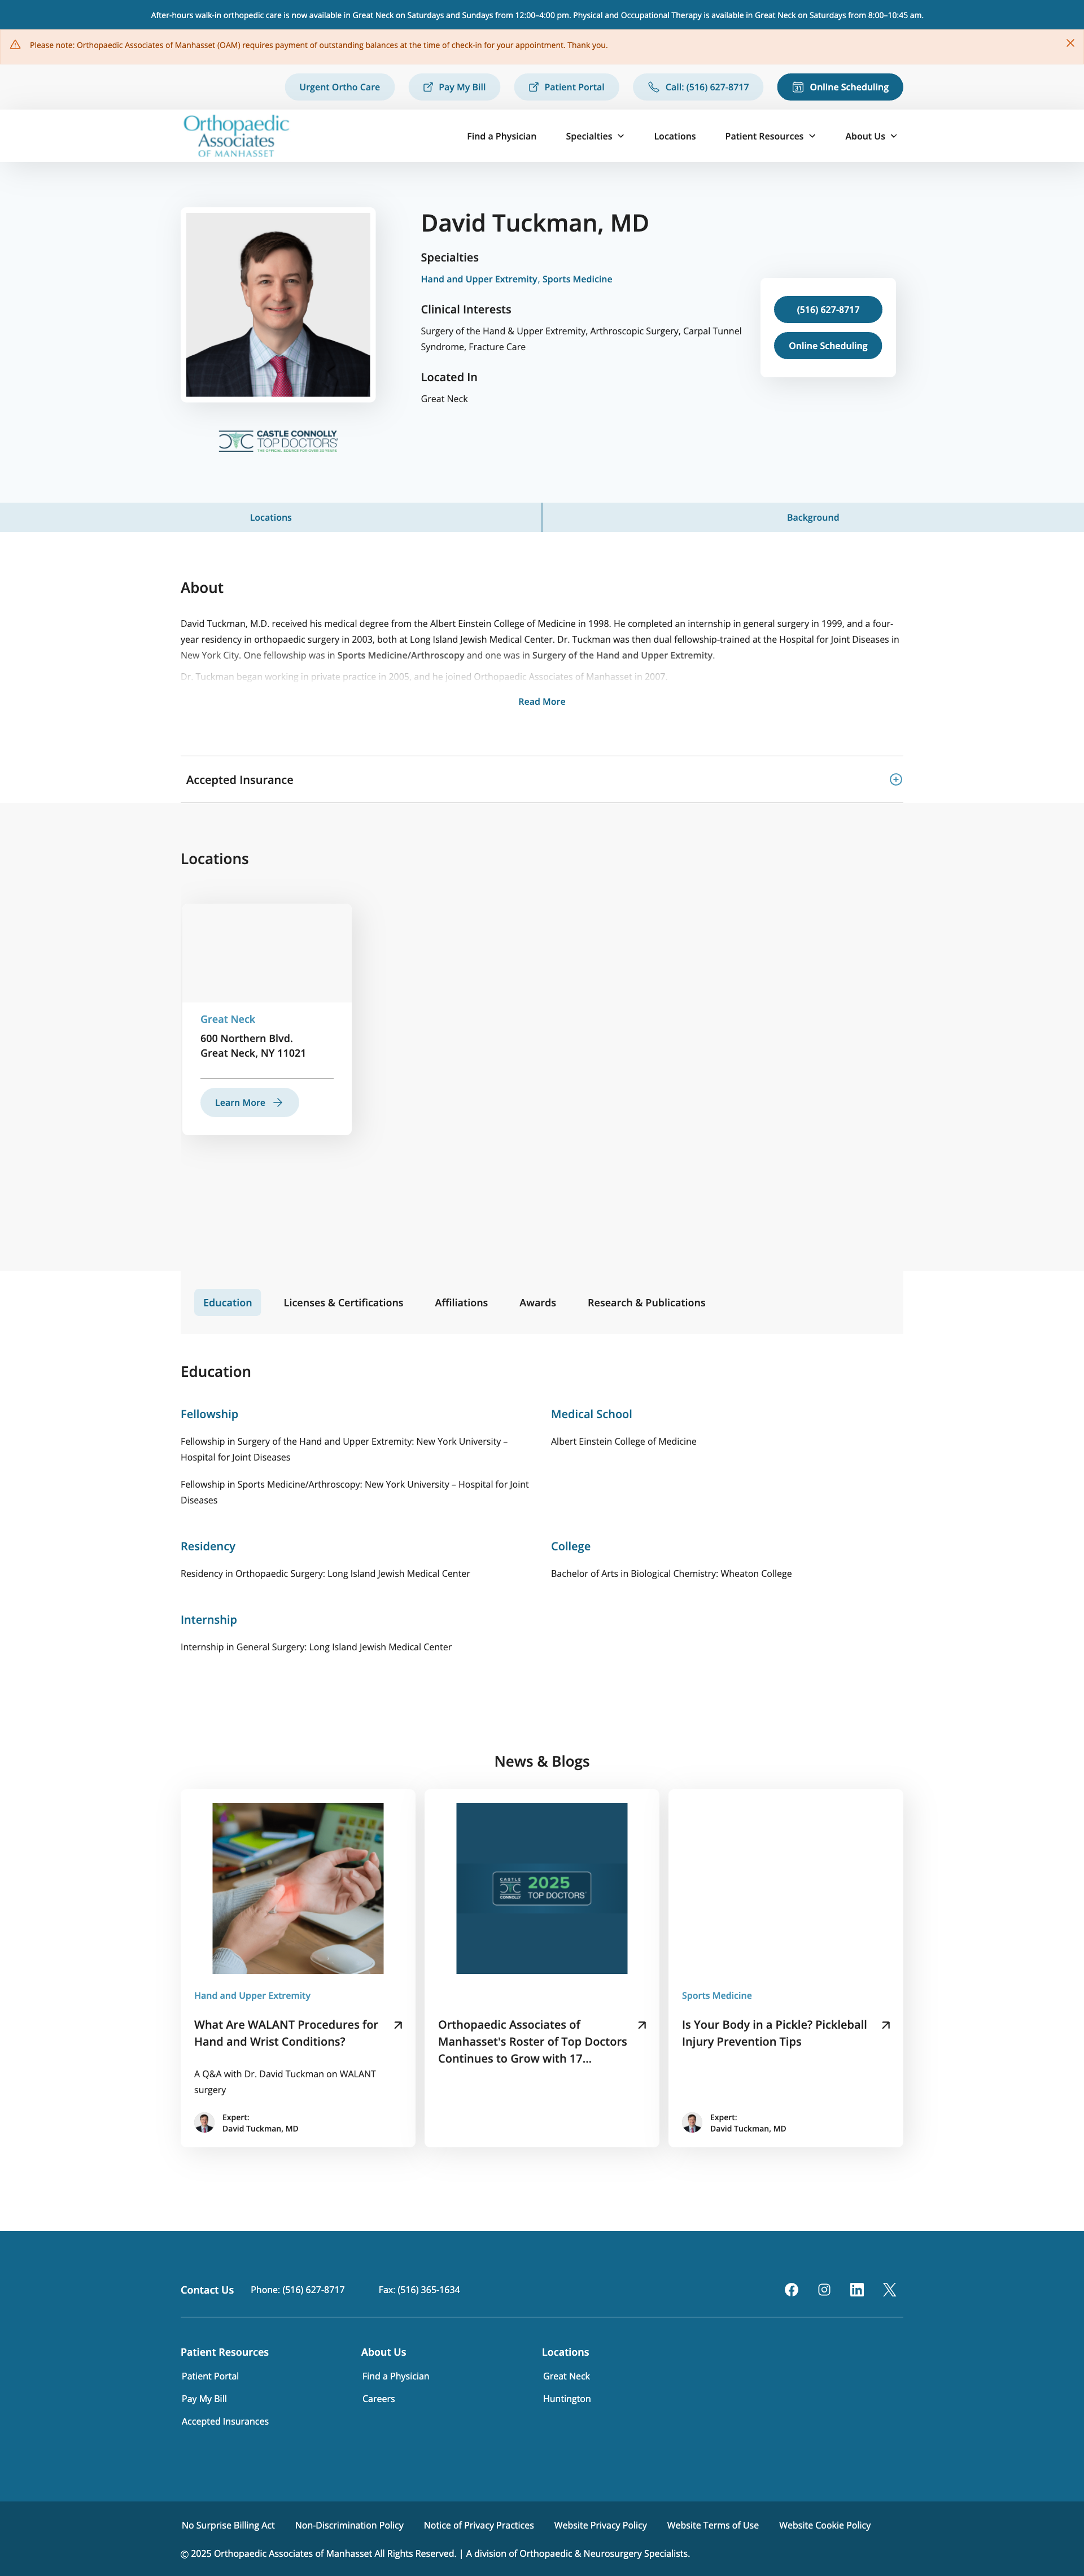 After-hours walk-in orthopedic care is now available in Great Neck on Saturdays and Sundays from 12:00–4:00 pm. Physical and Occupational Therapy is available in Great Neck on Saturdays from 8:00–10:45 am.
Please note: Orthopaedic Associates of Manhasset (OAM) requires payment of outstanding balances at the time of check-in for your appointment. Thank you.
Urgent Ortho Care
Pay My Bill
Patient Portal
Call: (516) 627-8717
Online Scheduling
Orthopaedic
Associates
OF MANHASSET
Find a Physician
Specialties
Locations
Patient Resources
About Us
David Tuckman, MD
Specialties
Hand and Upper Extremity, Sports Medicine
Clinical Interests
Surgery of the Hand & Upper Extremity, Arthroscopic Surgery, Carpal Tunnel
Syndrome, Fracture Care
Located In
Great Neck
(516) 627-8717
Online Scheduling
CASTLE CONNOLLY
TOP DOCTORS
THE OFFICIAL SOURCE FOR OVER 30 YEARS
Locations
Background
About
David Tuckman, M.D. received his medical degree from the Albert Einstein College of Medicine in 1998. He completed an internship in general surgery in 1999, and a four-
year residency in orthopaedic surgery in 2003, both at Long Island Jewish Medical Center. Dr. Tuckman was then dual fellowship-trained at the Hospital for Joint Diseases in
New York City. One fellowship was in Sports Medicine/Arthroscopy and one was in Surgery of the Hand and Upper Extremity.
Dr. Tuckman began working in private practice in 2005, and he joined Orthopaedic Associates of Manhasset in 2007.
Read More
Accepted Insurance
Locations
Great Neck
600 Northern Blvd.
Great Neck, NY 11021
Learn More
Education
Licenses & Certifications
Affiliations
Awards
Research & Publications
Education
Fellowship
Fellowship in Surgery of the Hand and Upper Extremity: New York University –
Hospital for Joint Diseases
Fellowship in Sports Medicine/Arthroscopy: New York University – Hospital for Joint
Diseases
Medical School
Albert Einstein College of Medicine
Residency
Residency in Orthopaedic Surgery: Long Island Jewish Medical Center
College
Bachelor of Arts in Biological Chemistry: Wheaton College
Internship
Internship in General Surgery: Long Island Jewish Medical Center
News & Blogs
Hand and Upper Extremity
What Are WALANT Procedures for
Hand and Wrist Conditions?
A Q&A with Dr. David Tuckman on WALANT
surgery
Expert:
David Tuckman, MD
CASTLE
CONNOLLY
2025
TOP DOCTORS
Orthopaedic Associates of
Manhasset's Roster of Top Doctors
Continues to Grow with 17...
Sports Medicine
Is Your Body in a Pickle? Pickleball
Injury Prevention Tips
Expert:
David Tuckman, MD
Contact Us
Phone: (516) 627-8717
Fax: (516) 365-1634
Patient Resources
Patient Portal
Pay My Bill
Accepted Insurances
About Us
Find a Physician
Careers
Locations
Great Neck
Huntington
No Surprise Billing Act
Non-Discrimination Policy
Notice of Privacy Practices
Website Privacy Policy
Website Terms of Use
Website Cookie Policy
© 2025 Orthopaedic Associates of Manhasset All Rights Reserved. | A division of Orthopaedic & Neurosurgery Specialists.